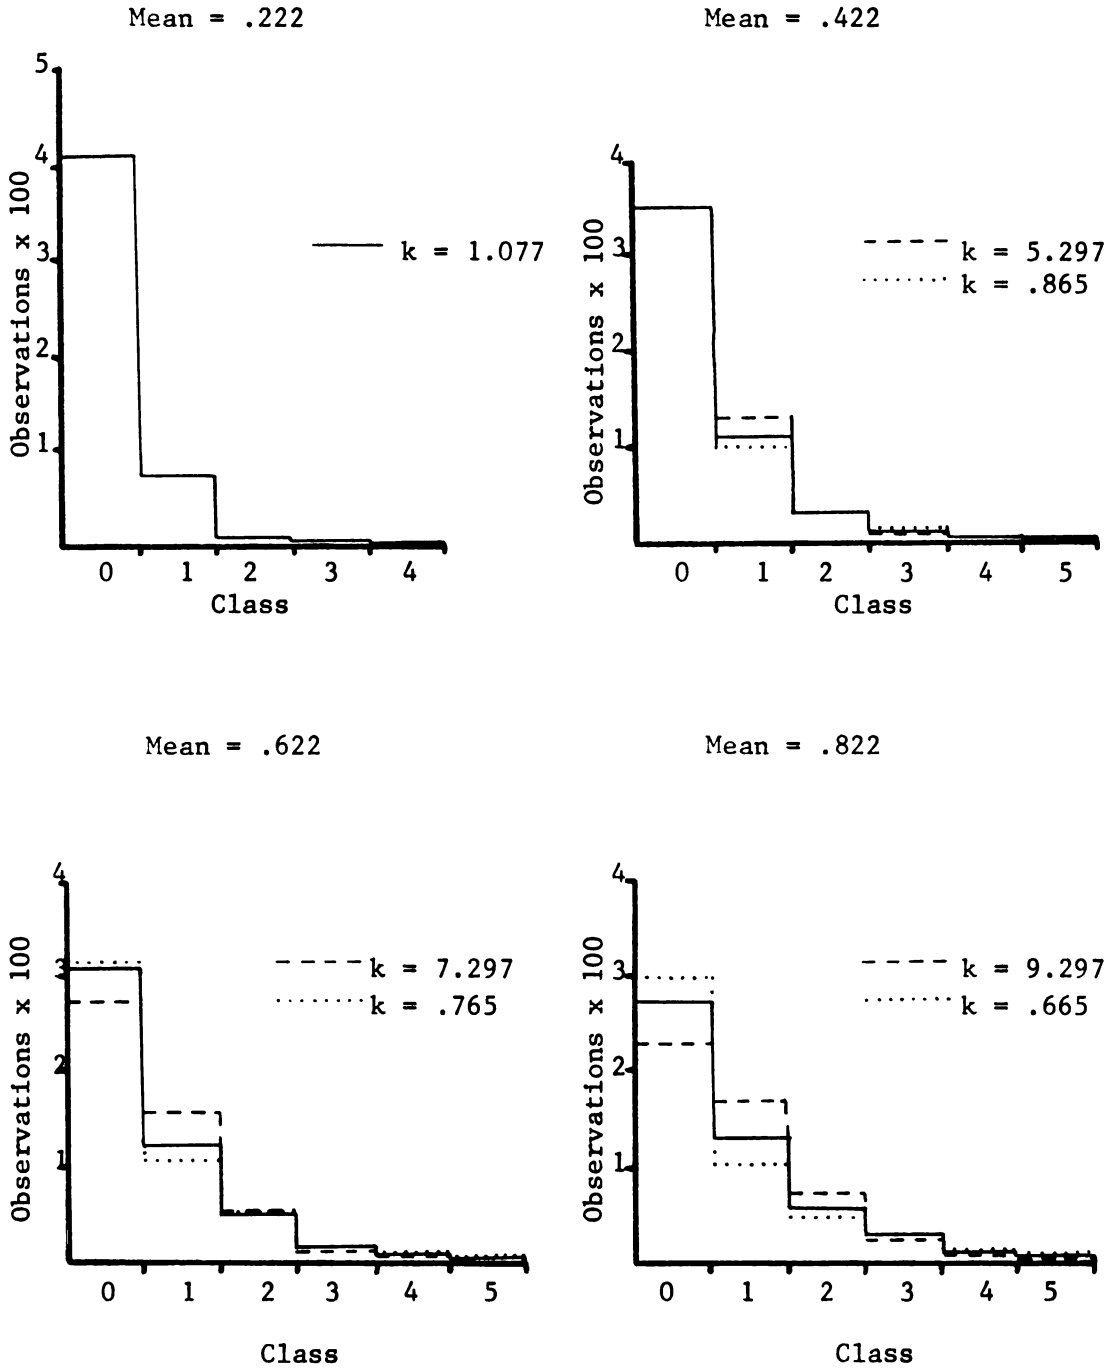 Mean = .222
5
4
3
2
1
Observations x 100
k = 1.077
0 1 2 3 4
Class
Mean = .422
4
3
2
1
Observations x 100
k = 5.297
k = .865
0 1 2 3 4 5
Class
Mean = .622
4
3
2
1
Observations x 100
k = 7.297
k = .765
0 1 2 3 4 5
Class
Mean = .822
4
3
2
1
Observations x 100
k = 9.297
k = .665
0 1 2 3 4 5
Class